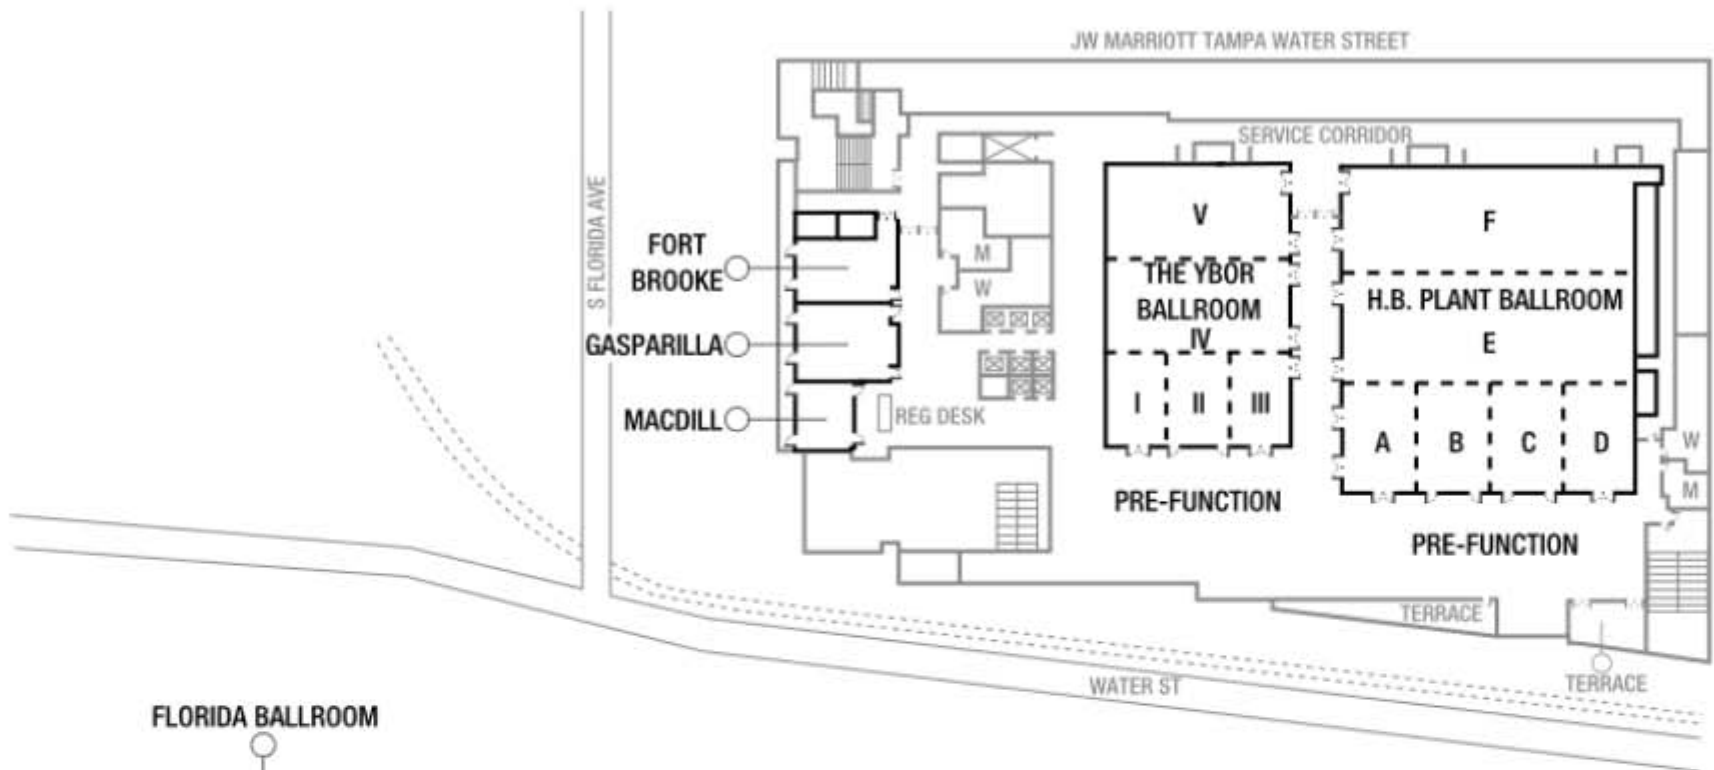 JW MARRIOTT TAMPA WATER STREET
SERVICE CORRIDOR
S FLORIDA AVE
FORT
BROOKE
GASPARILLA
MACDILL
M
W
REG DESK
V
THE YBOR
BALLROOM
IV
I
II
III
PRE-FUNCTION
F
H.B. PLANT BALLROOM
E
A
B
C
D
W
M
PRE-FUNCTION
TERRACE
TERRACE
WATER ST
FLORIDA BALLROOM